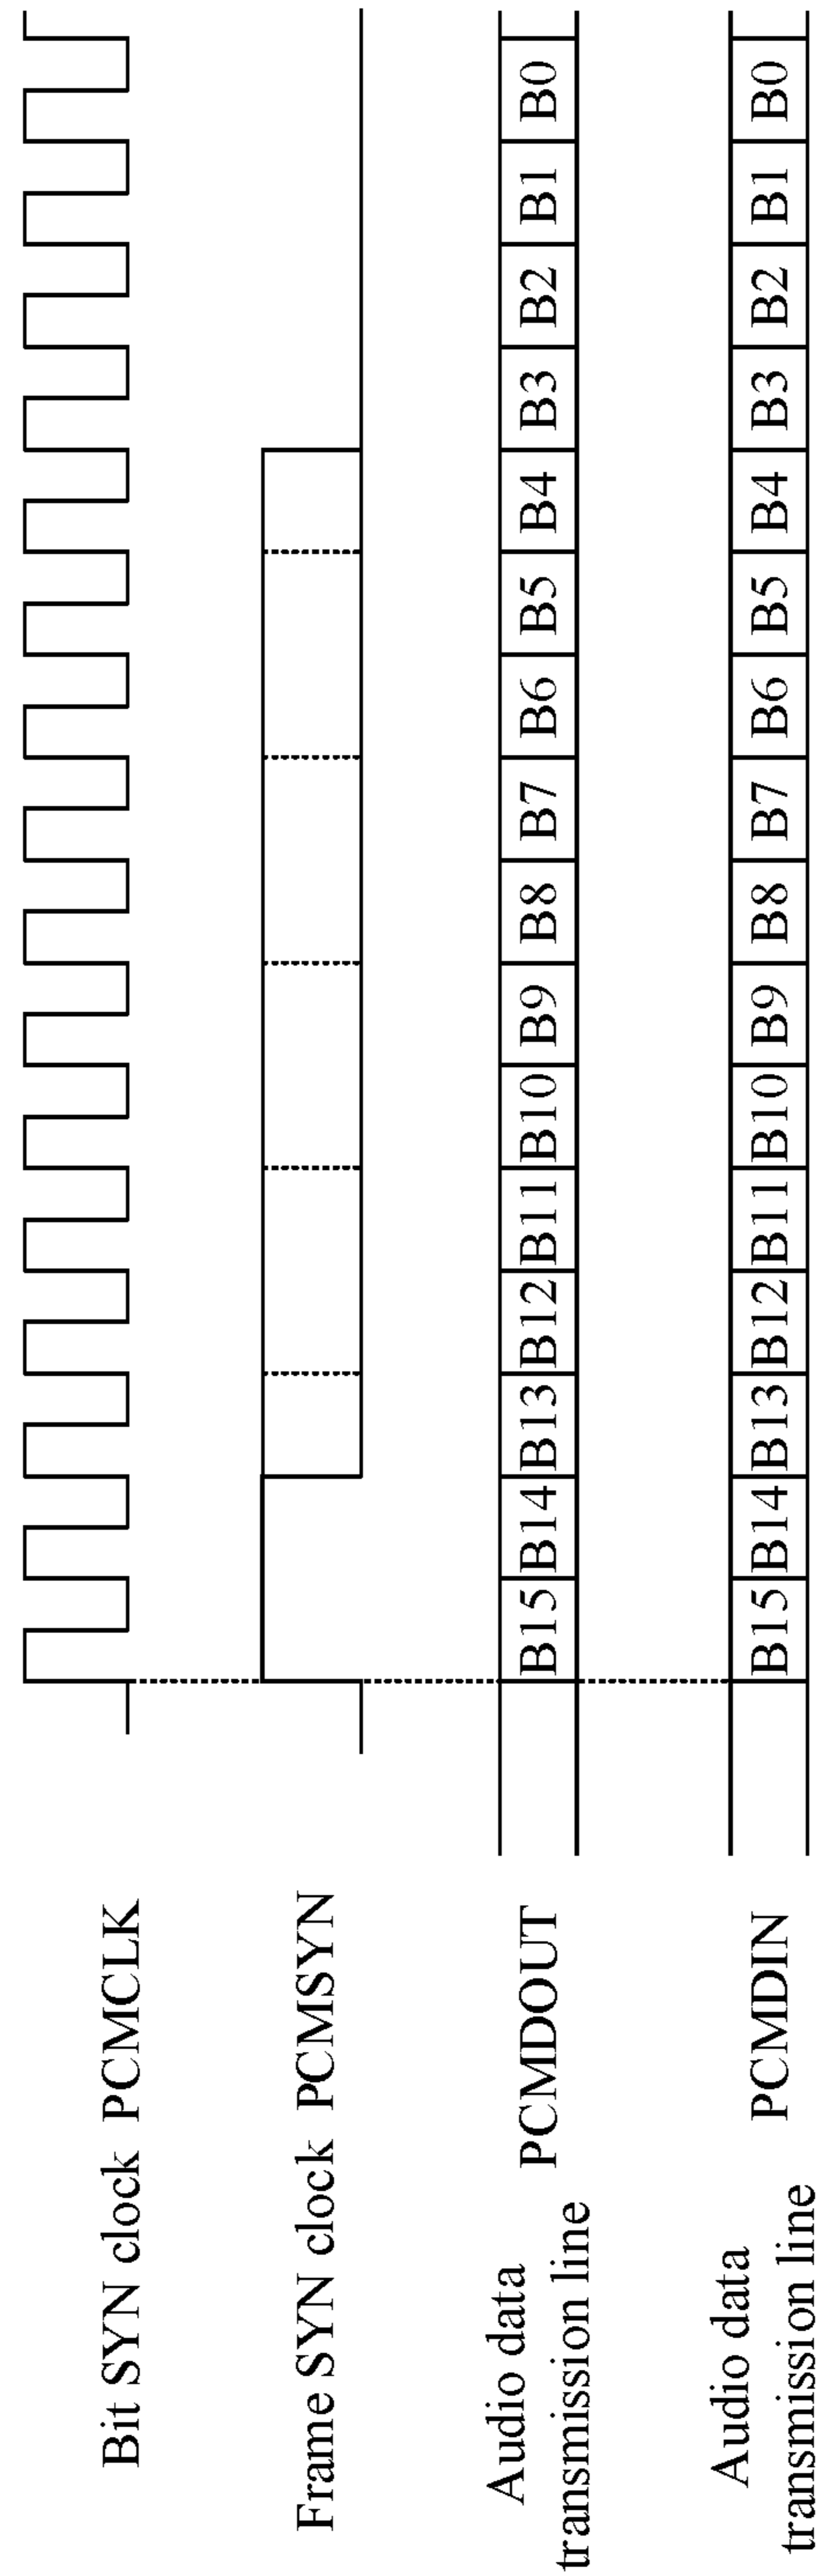 Bit SYN clock PCMCLK
Frame SYN clock PCMSYN
Audio data
transmission line
PCMDOUT
B15 B14 B13 B12 B11 B10 B9 B8 B7 B6 B5 B4 B3 B2 B1 B0
Audio data
transmission line
PCMDIN
B15 B14 B13 B12 B11 B10 B9 B8 B7 B6 B5 B4 B3 B2 B1 B0